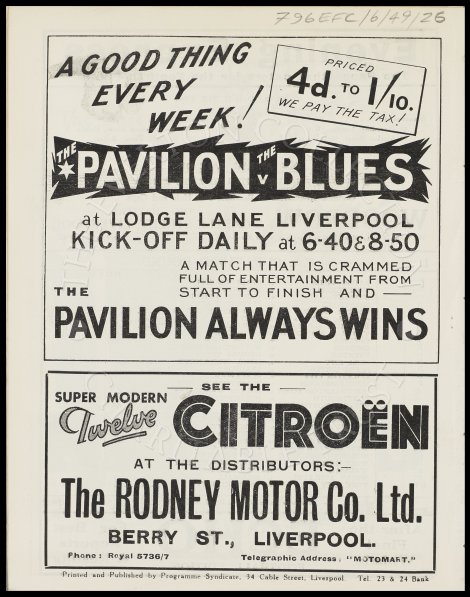 796EFC/6/49/26
A GOOD THING
EVERY
WEEK!
PRICED
4d. TO 1/10.
WE PAY THE TAX!
THE PAVILION THE v BLUES
at LODGE LANE LIVERPOOL
KICK-OFF DAILY at 6-40 & 8-50
A MATCH THAT IS CRAMMED
FULL OF ENTERTAINMENT FROM
START TO FINISH AND —
THE
PAVILION ALWAYS WINS
— SEE THE —
SUPER MODERN
Twelve CITROËN
AT THE DISTRIBUTORS:–
The RODNEY MOTOR Co. Ltd.
BERRY ST., LIVERPOOL.
Phone: Royal 5736/7 Telegraphic Address: "MOTOMART."
Printed and Published by Programme Syndicate, 34 Cable Street, Liverpool. Tel. 23 & 24 Bank